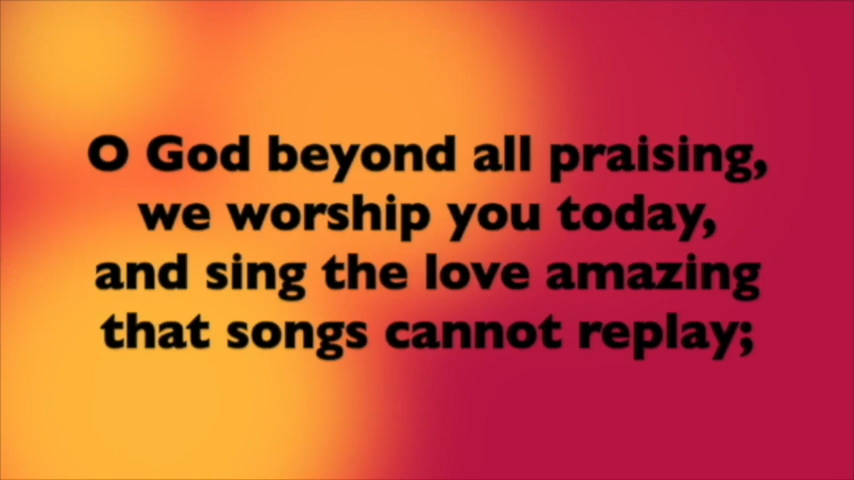 O God beyond all praising,
we worship you today,
and sing the love amazing
that songs cannot replay;